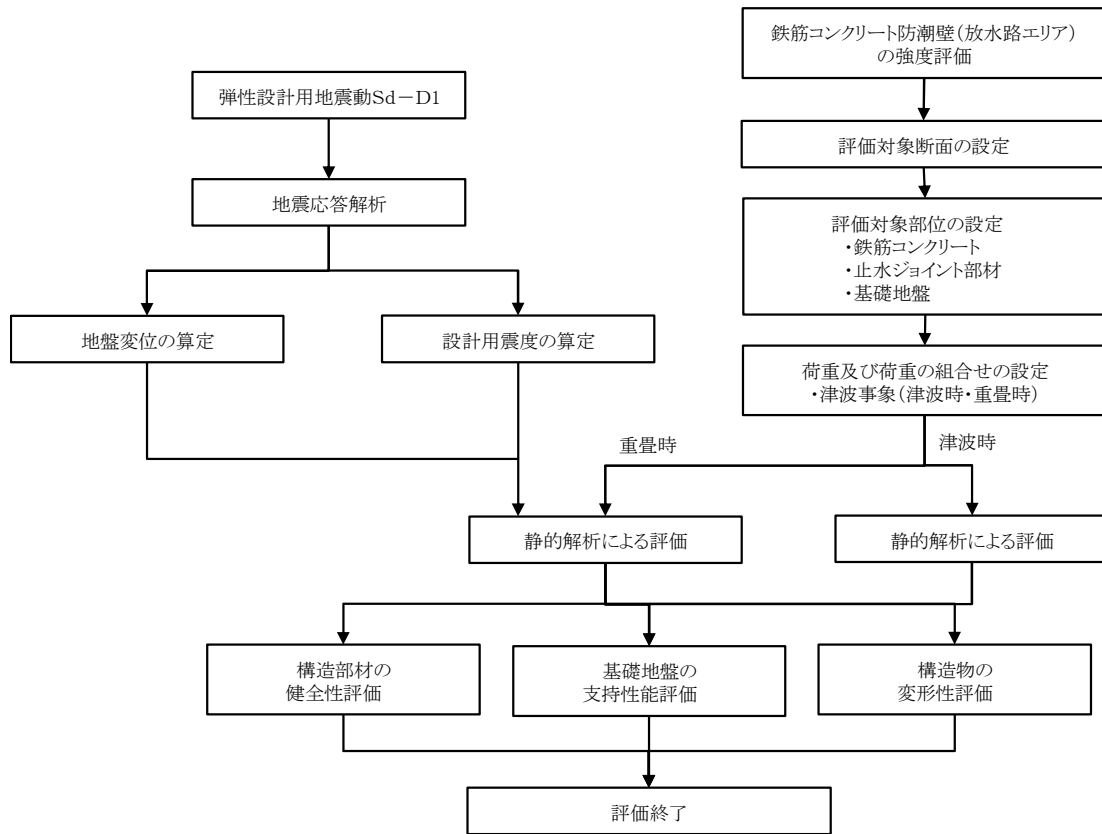 鉄筋コンクリート防潮壁(放水路エリア)
の強度評価
弾性設計用地震動Sd-D1
評価対象断面の設定
地震応答解析
評価対象部位の設定
・鉄筋コンクリート
・止水ジョイント部材
・基礎地盤
地盤変位の算定
設計用震度の算定
荷重及び荷重の組合せの設定
・津波事象(津波時・重畳時)
重畳時
津波時
静的解析による評価
静的解析による評価
構造部材の
健全性評価
基礎地盤の
支持性能評価
構造物の
変形性評価
評価終了